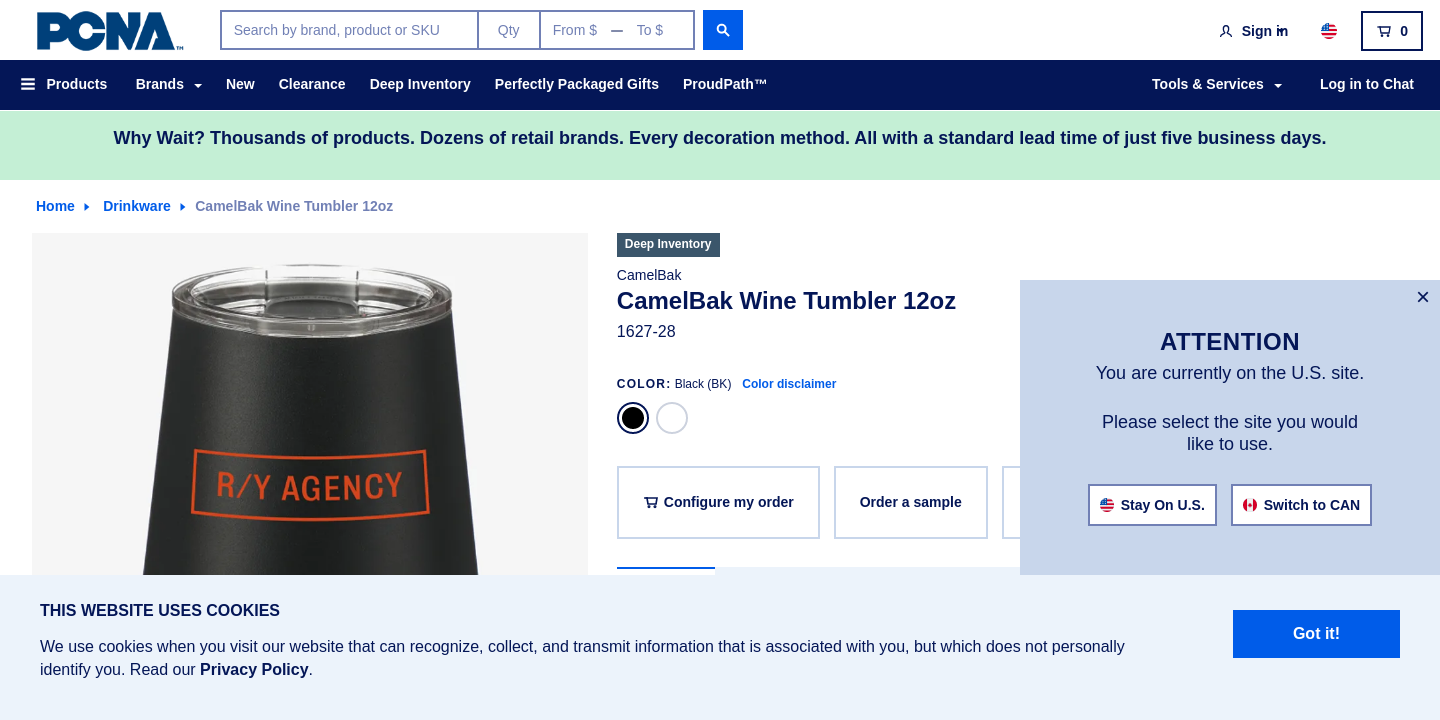 PCNA™
Search by brand, product or SKU
Qty
From $ — To $
Sign in
0
Products
Brands
New
Clearance
Deep Inventory
Perfectly Packaged Gifts
ProudPath™
Tools & Services
Log in to Chat
Why Wait? Thousands of products. Dozens of retail brands. Every decoration method. All with a standard lead time of just five business days.
Home
Drinkware
CamelBak Wine Tumbler 12oz
R/Y AGENCY
Deep Inventory
CamelBak
CamelBak Wine Tumbler 12oz
1627-28
COLOR: Black (BK) Color disclaimer
Configure my order
Order a sample
×
ATTENTION
You are currently on the U.S. site.
Please select the site you would
like to use.
Stay On U.S.
Switch to CAN
THIS WEBSITE USES COOKIES
We use cookies when you visit our website that can recognize, collect, and transmit information that is associated with you, but which does not personally
identify you. Read our Privacy Policy.
Got it!